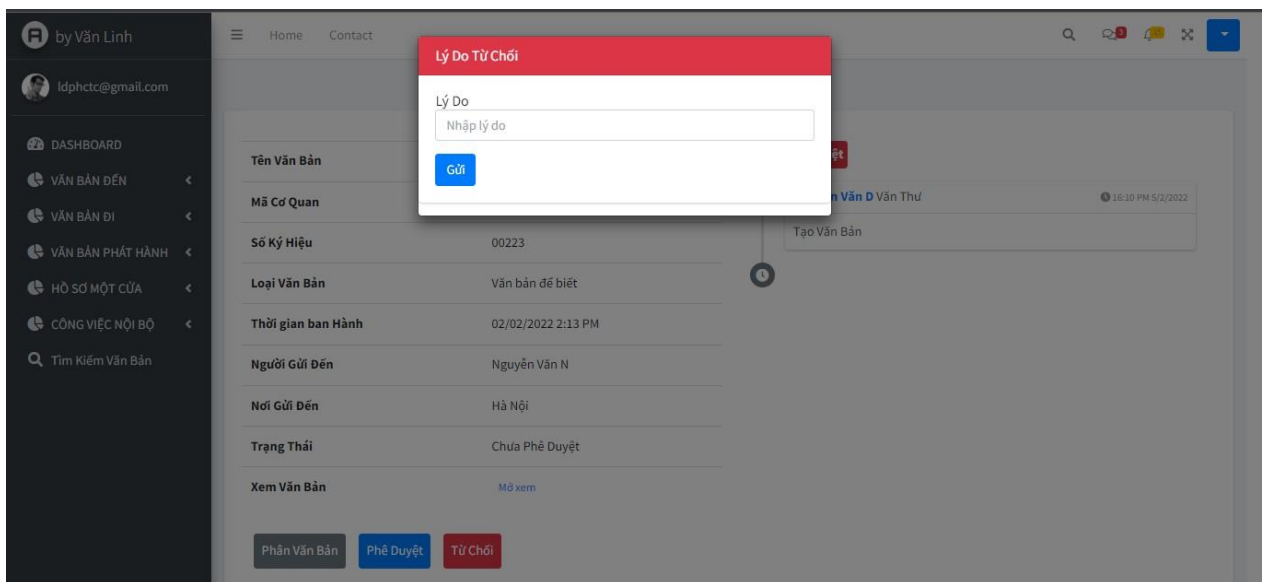 by Văn Linh
Home Contact
3
15
Lý Do Từ Chối
ldphctc@gmail.com
Lý Do
Nhập lý do
Gửi
DASHBOARD
VĂN BẢN ĐẾN
VĂN BẢN ĐI
VĂN BẢN PHÁT HÀNH
HỒ SƠ MỘT CỬA
CÔNG VIỆC NỘI BỘ
Tìm Kiếm Văn Bản
Tên Văn Bản
Mã Cơ Quan
Số Ký Hiệu 00223
Loại Văn Bản Văn bản để biết
Thời gian ban Hành 02/02/2022 2:13 PM
Người Gửi Đến Nguyễn Văn N
Nơi Gửi Đến Hà Nội
Trạng Thái Chưa Phê Duyệt
Xem Văn Bản Mở xem
Phân Văn Bản Phê Duyệt Từ Chối
ệt
n Văn D Văn Thư 16:10 PM 5/2/2022
Tạo Văn Bản